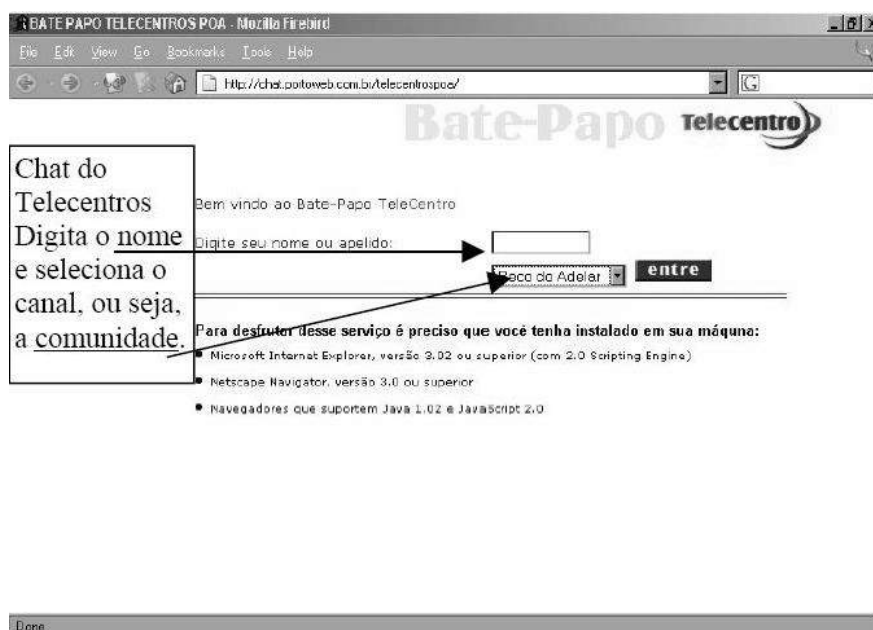 BATE PAPO TELECENTROS POA - Mozilla Firebird
File Edit View Go Bookmarks Tools Help
http://chat.portoweb.com.br/telecentrospoa/
G
Bate-Papo Telecentro
Chat do
Telecentros
Digita o nome
e seleciona o
canal, ou seja,
a comunidade.
Bem vindo ao Bate-Papo TeleCentro
Digite seu nome ou apelido:
Beco do Adelar entre
Para desfrutar desse serviço é preciso que você tenha instalado em sua máquna:
• Microsoft Internet Explorer, versão 3.02 ou superior (com 2.0 Scripting Engine)
• Netscape Navigator, versão 3.0 ou superior
• Navegadores que suportem Java 1.02 e JavaScript 2.0
Done